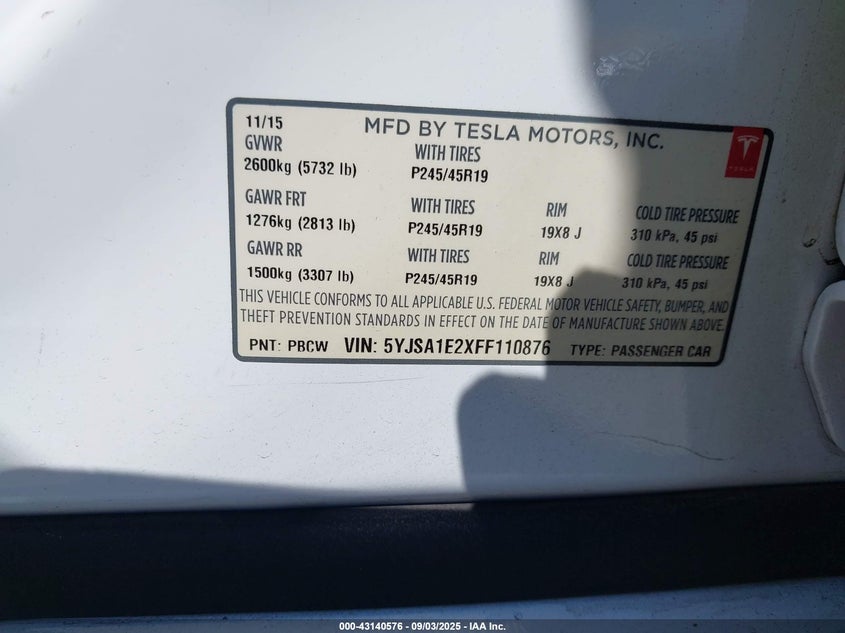 11/15 MFD BY TESLA MOTORS, INC.
GVWR WITH TIRES
2600kg (5732 lb) P245/45R19
TESLA
GAWR FRT WITH TIRES RIM COLD TIRE PRESSURE
1276kg (2813 lb) P245/45R19 19X8 J 310 kPa, 45 psi
GAWR RR WITH TIRES RIM COLD TIRE PRESSURE
1500kg (3307 lb) P245/45R19 19X8 J 310 kPa, 45 psi
THIS VEHICLE CONFORMS TO ALL APPLICABLE U.S. FEDERAL MOTOR VEHICLE SAFETY, BUMPER, AND
THEFT PREVENTION STANDARDS IN EFFECT ON THE DATE OF MANUFACTURE SHOWN ABOVE.
PNT: PBCW VIN: 5YJSA1E2XFF110876 TYPE: PASSENGER CAR
000-43140576 - 09/03/2025 - IAA Inc.